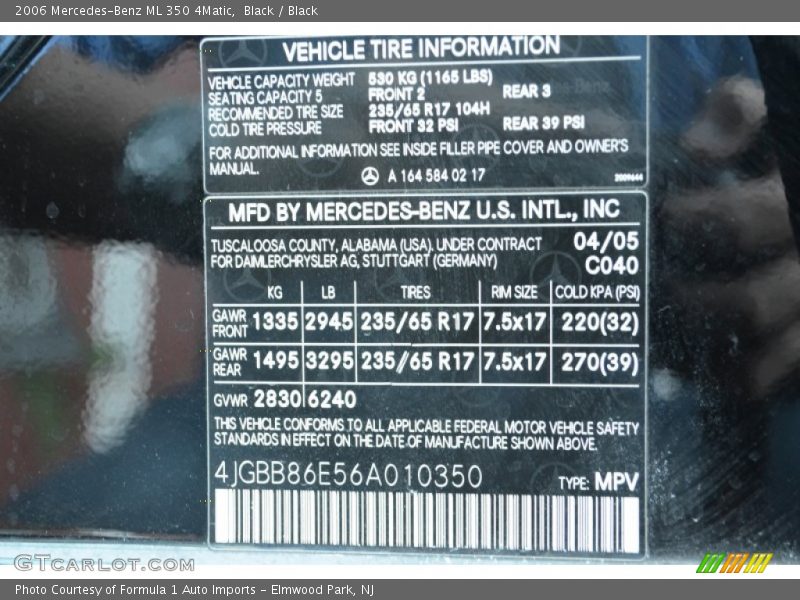 2006 Mercedes-Benz ML 350 4Matic,  Black / Black
VEHICLE TIRE INFORMATION
VEHICLE CAPACITY WEIGHT 530 KG (1165 LBS)
SEATING CAPACITY 5 FRONT 2 REAR 3
RECOMMENDED TIRE SIZE 235/65 R17 104H
COLD TIRE PRESSURE FRONT 32 PSI REAR 39 PSI
FOR ADDITIONAL INFORMATION SEE INSIDE FILLER PIPE COVER AND OWNER'S
MANUAL.
A 164 584 02 17
MFD BY MERCEDES-BENZ U.S. INTL., INC
TUSCALOOSA COUNTY, ALABAMA (USA), UNDER CONTRACT 04/05
FOR DAIMLERCHRYSLER AG, STUTTGART (GERMANY) C040
KG LB TIRES RIM SIZE COLD KPA (PSI)
GAWR FRONT 1335 2945 235/65 R17 7.5x17 220(32)
GAWR REAR 1495 3295 235/65 R17 7.5x17 270(39)
GVWR 2830 6240
THIS VEHICLE CONFORMS TO ALL APPLICABLE FEDERAL MOTOR VEHICLE SAFETY
STANDARDS IN EFFECT ON THE DATE OF MANUFACTURE SHOWN ABOVE.
4JGBB86E56A010350 TYPE: MPV
GTCARLOT.COM
Photo Courtesy of Formula 1 Auto Imports - Elmwood Park, NJ